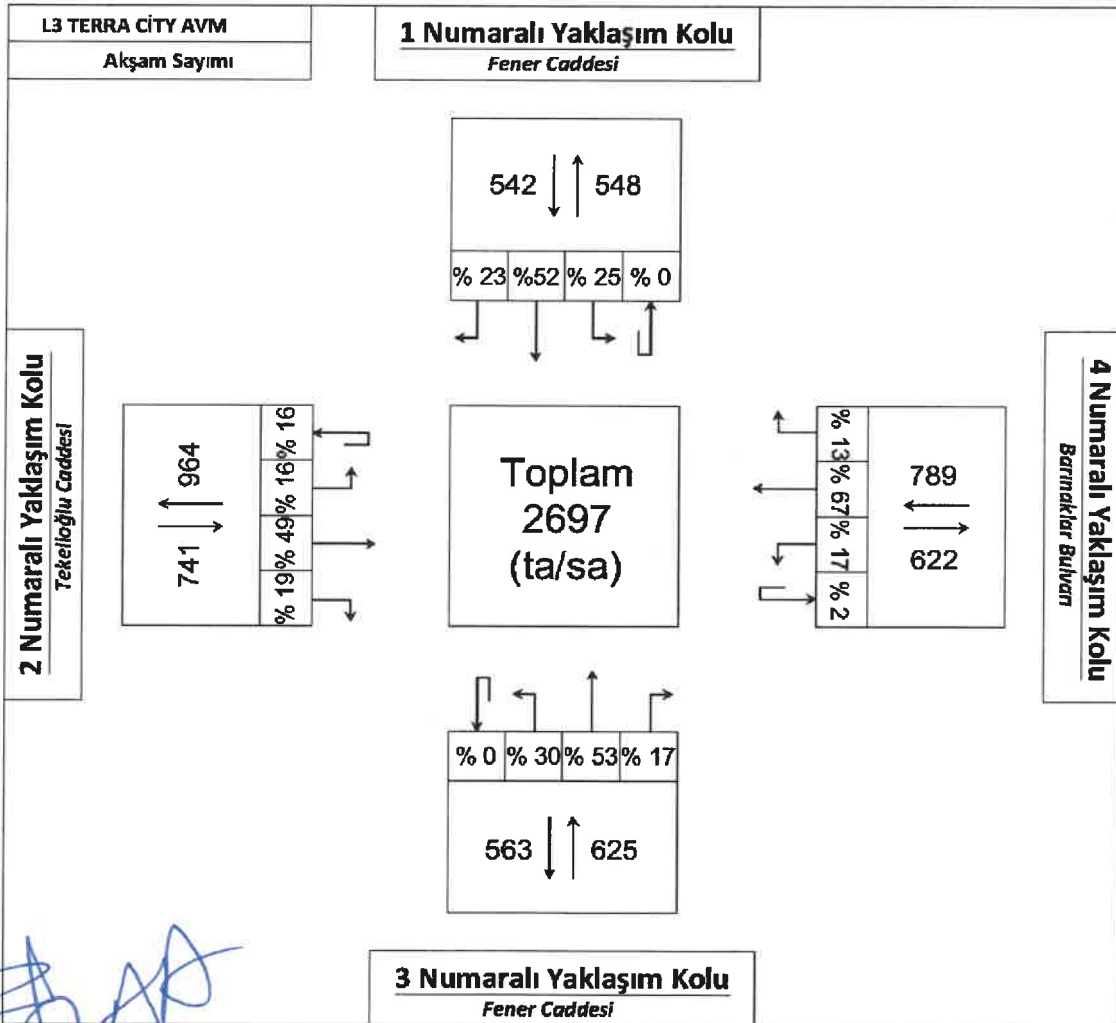 L3 TERRA CİTY AVM
Akşam Sayımı
1 Numaralı Yaklaşım Kolu
Fener Caddesi
542 548
% 23 %52 % 25 % 0
2 Numaralı Yaklaşım Kolu
Tekelioğlu Caddesi
741 964
% 19 % 49 % 16 % 16
Toplam
2697
(ta/sa)
% 13 % 67 % 17 % 2
789
622
4 Numaralı Yaklaşım Kolu
Barınaklar Bulvarı
% 0 % 30 % 53 % 17
563 625
3 Numaralı Yaklaşım Kolu
Fener Caddesi